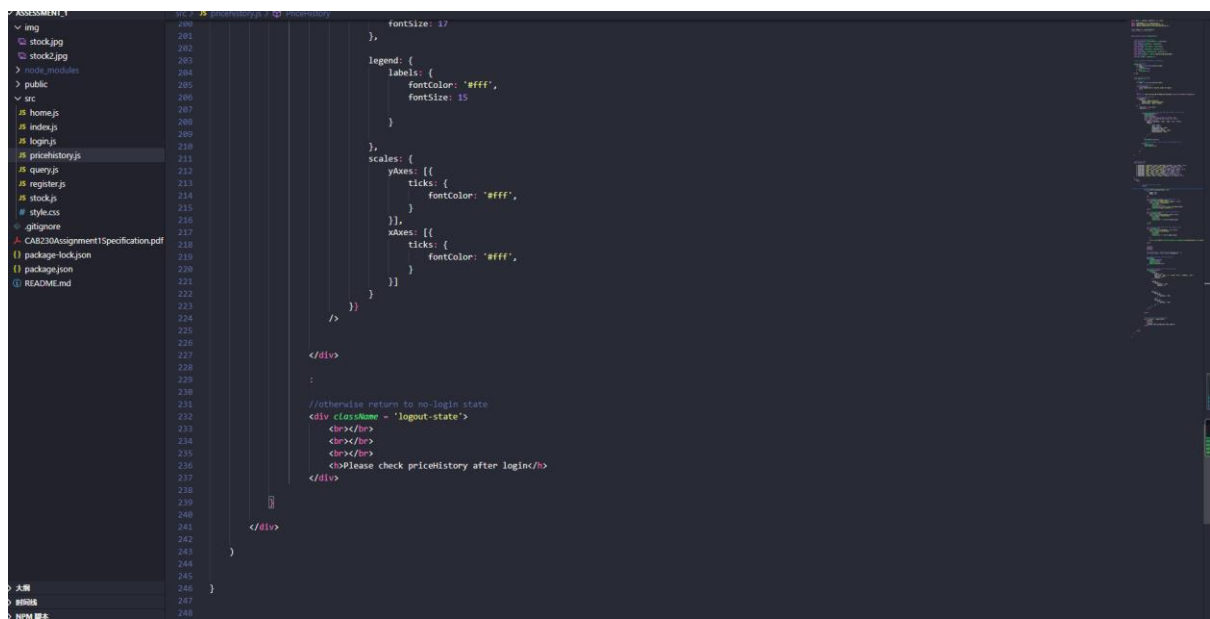 ASSESSMENT_1
img
stock.jpg
stock2.jpg
node_modules
public
src
JS home.js
JS index.js
JS login.js
JS pricehistory.js
JS query.js
JS register.js
JS stock.js
# style.css
.gitignore
CAB230Assignment1Specification.pdf
{} package-lock.json
{} package.json
README.md
大纲
时间线
NPM 脚本
src > JS pricehistory.js > PriceHistory
200 fontSize: 17
201 },
202
203 legend: {
204 labels: {
205 fontColor: '#fff',
206 fontSize: 15
207
208 }
209
210 },
211 scales: {
212 yAxes: [{
213 ticks: {
214 fontColor: '#fff',
215 }
216 }],
217 xAxes: [{
218 ticks: {
219 fontColor: '#fff',
220 }
221 }]
222 }
223 }}
224 />
225
226
227 </div>
228
229 :
230
231 //otherwise return to no-login state
232 <div className = 'logout-state'>
233 <br></br>
234 <br></br>
235 <br></br>
236 <h>Please check priceHistory after login</h>
237 </div>
238
239 }
240
241 </div>
242
243 )
244
245
246 }
247
248